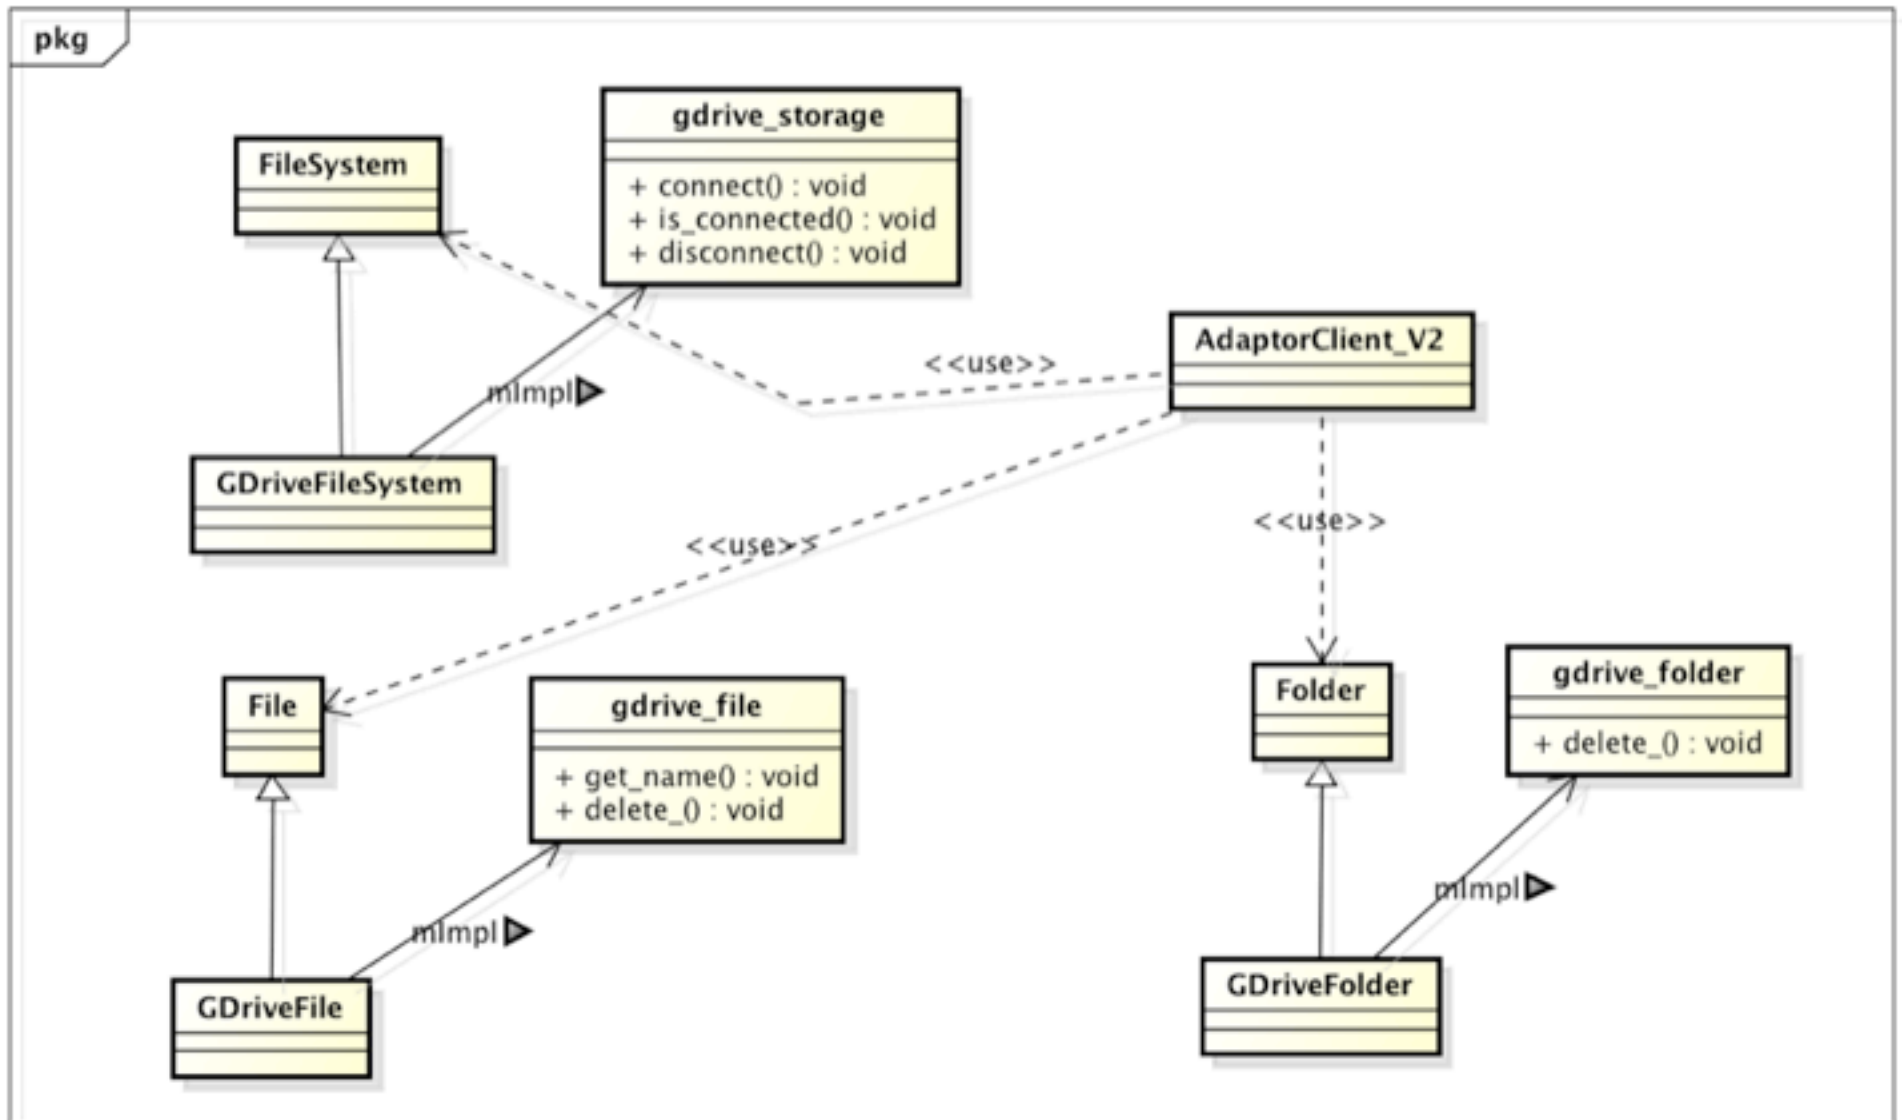 pkg
gdrive_storage
+ connect() : void
+ is_connected() : void
+ disconnect() : void
FileSystem
AdaptorClient_V2
<<use>>
mImpl
GDriveFileSystem
<<use>>
<<use>>
File
gdrive_file
+ get_name() : void
+ delete_() : void
Folder
gdrive_folder
+ delete_() : void
mImpl
mImpl
GDriveFile
GDriveFolder